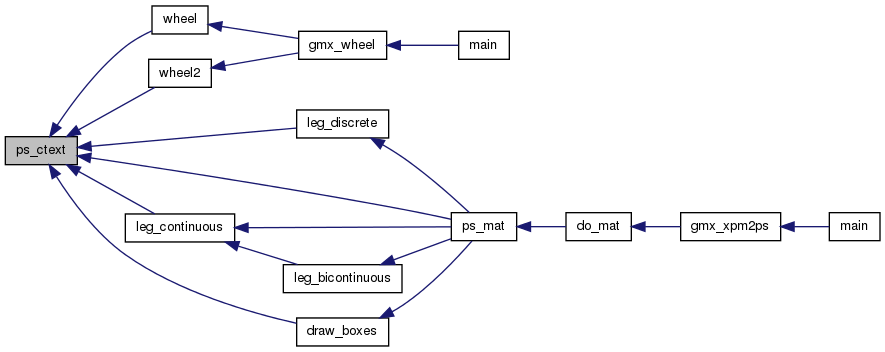 wheel
gmx_wheel
main
wheel2
leg_discrete
ps_ctext
leg_continuous
ps_mat
do_mat
gmx_xpm2ps
main
leg_bicontinuous
draw_boxes